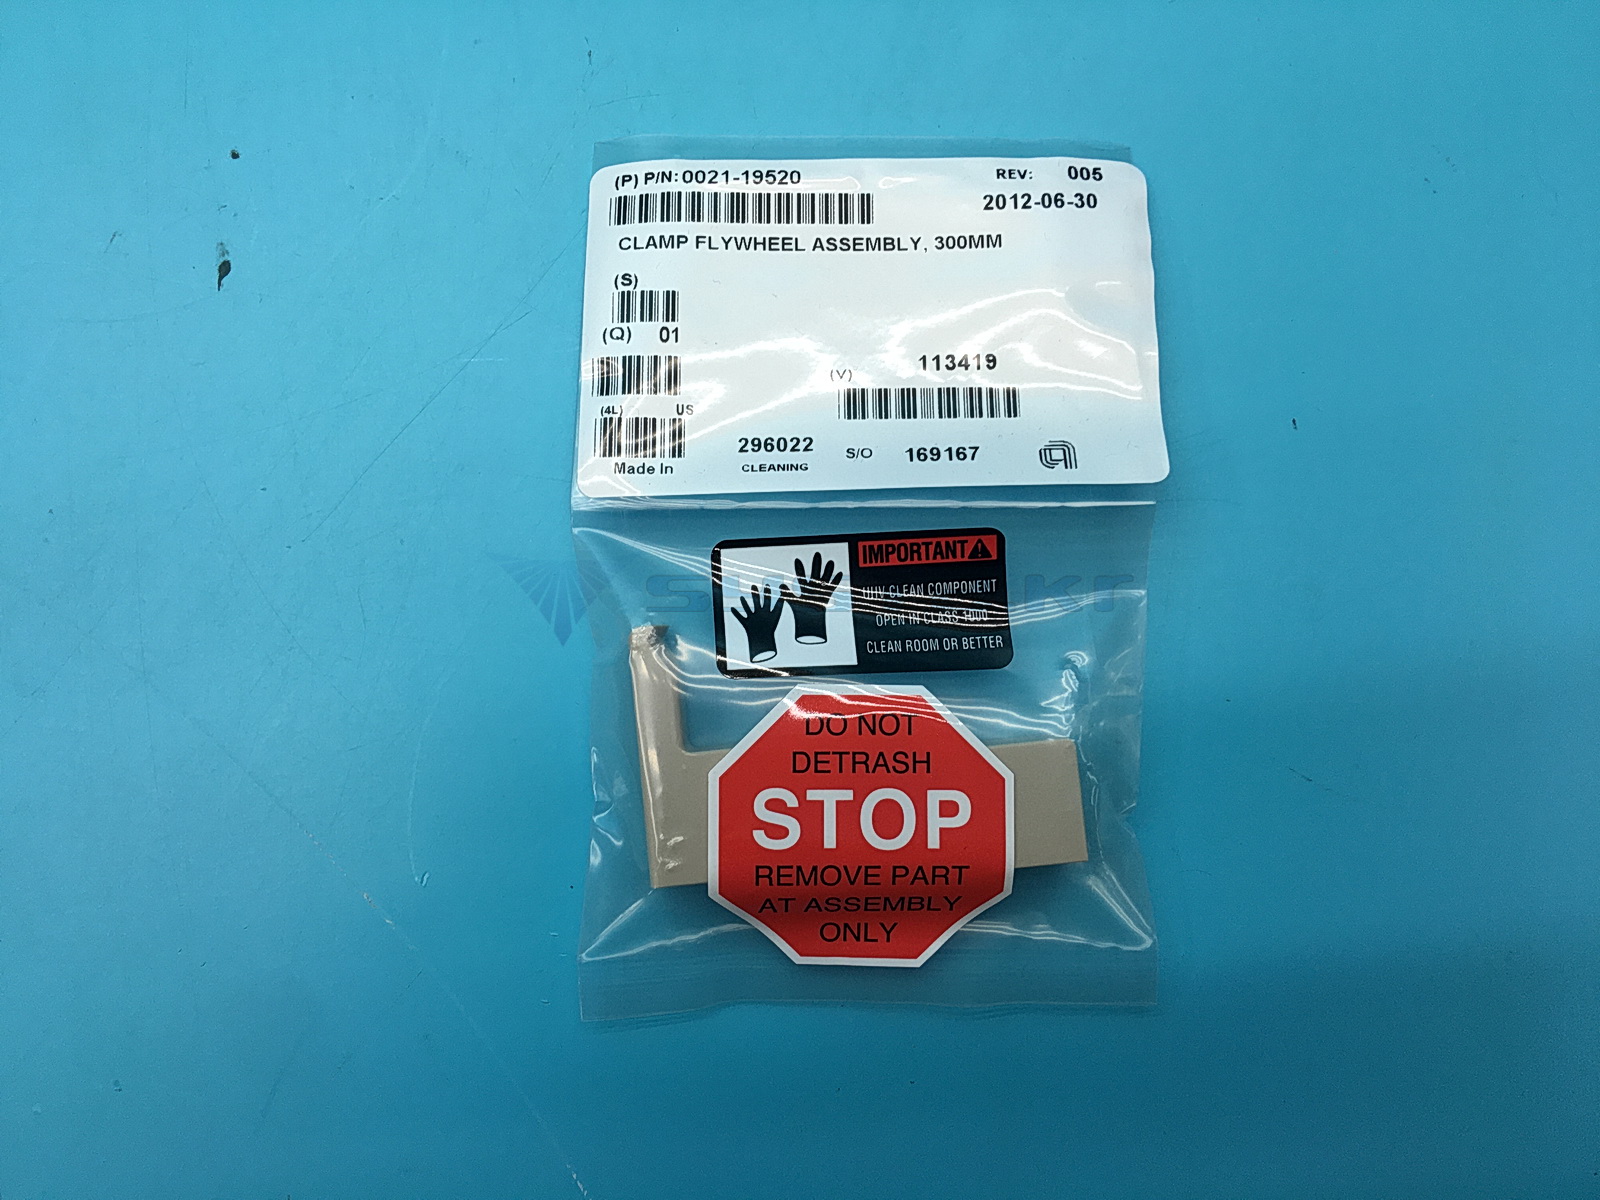 (P) P/N: 0021-19520
REV: 005
2012-06-30
CLAMP FLYWHEEL ASSEMBLY, 300MM
(S)
(Q) 01
(V) 113419
(4L) US
Made In
296022
CLEANING
S/O 169167
IMPORTANT
UHV CLEAN COMPONENT
OPEN IN CLASS 1000
CLEAN ROOM OR BETTER
DO NOT
DETRASH
STOP
REMOVE PART
AT ASSEMBLY
ONLY